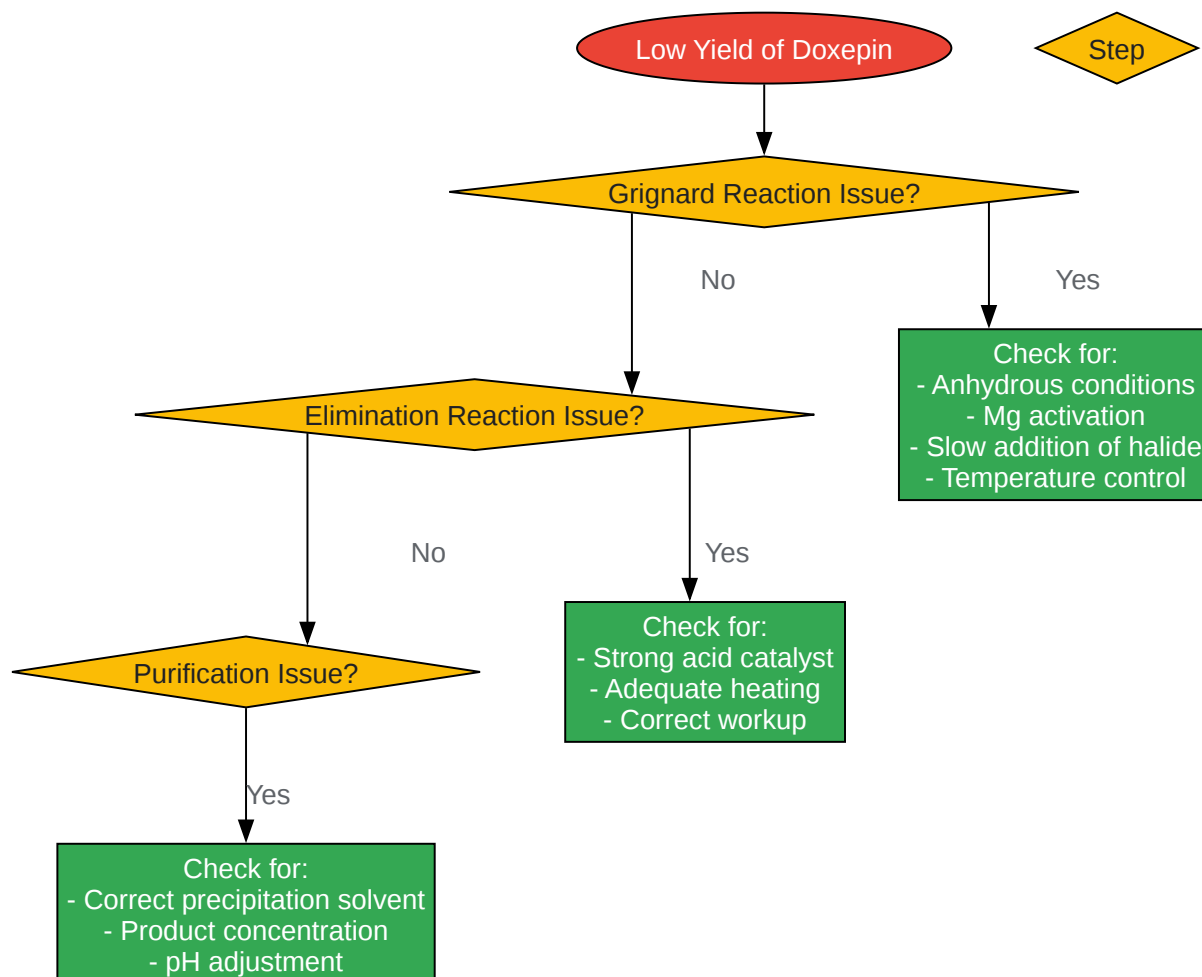 Low Yield of Doxepin
Step
Grignard Reaction Issue?
No
Yes
Check for:
- Anhydrous conditions
- Mg activation
- Slow addition of halide
- Temperature control
Elimination Reaction Issue?
No
Yes
Check for:
- Strong acid catalyst
- Adequate heating
- Correct workup
Purification Issue?
Yes
Check for:
- Correct precipitation solvent
- Product concentration
- pH adjustment